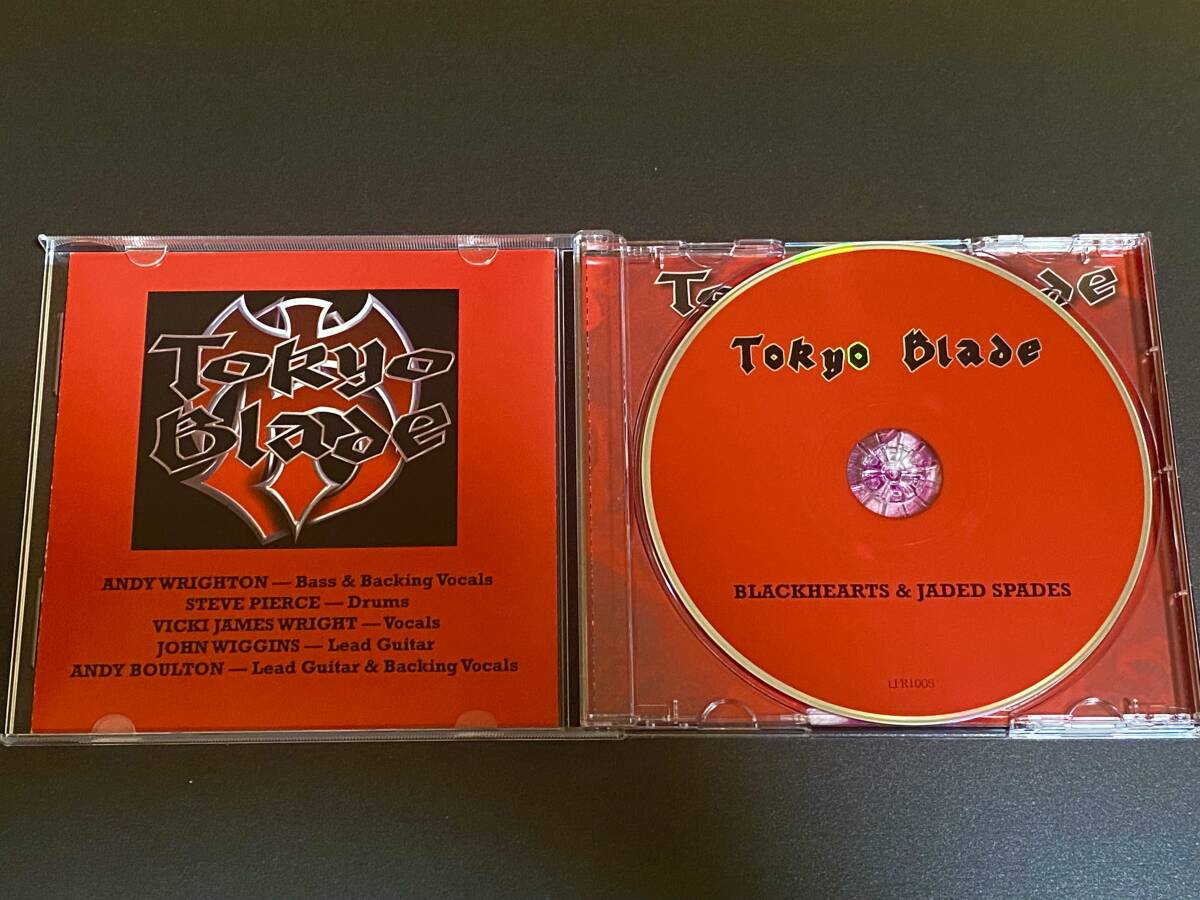 Tokyo
Blade
ANDY WRIGHTON — Bass & Backing Vocals
STEVE PIERCE — Drums
VICKI JAMES WRIGHT — Vocals
JOHN WIGGINS — Lead Guitar
ANDY BOULTON — Lead Guitar & Backing Vocals
Tokyo Blade
BLACKHEARTS & JADED SPADES